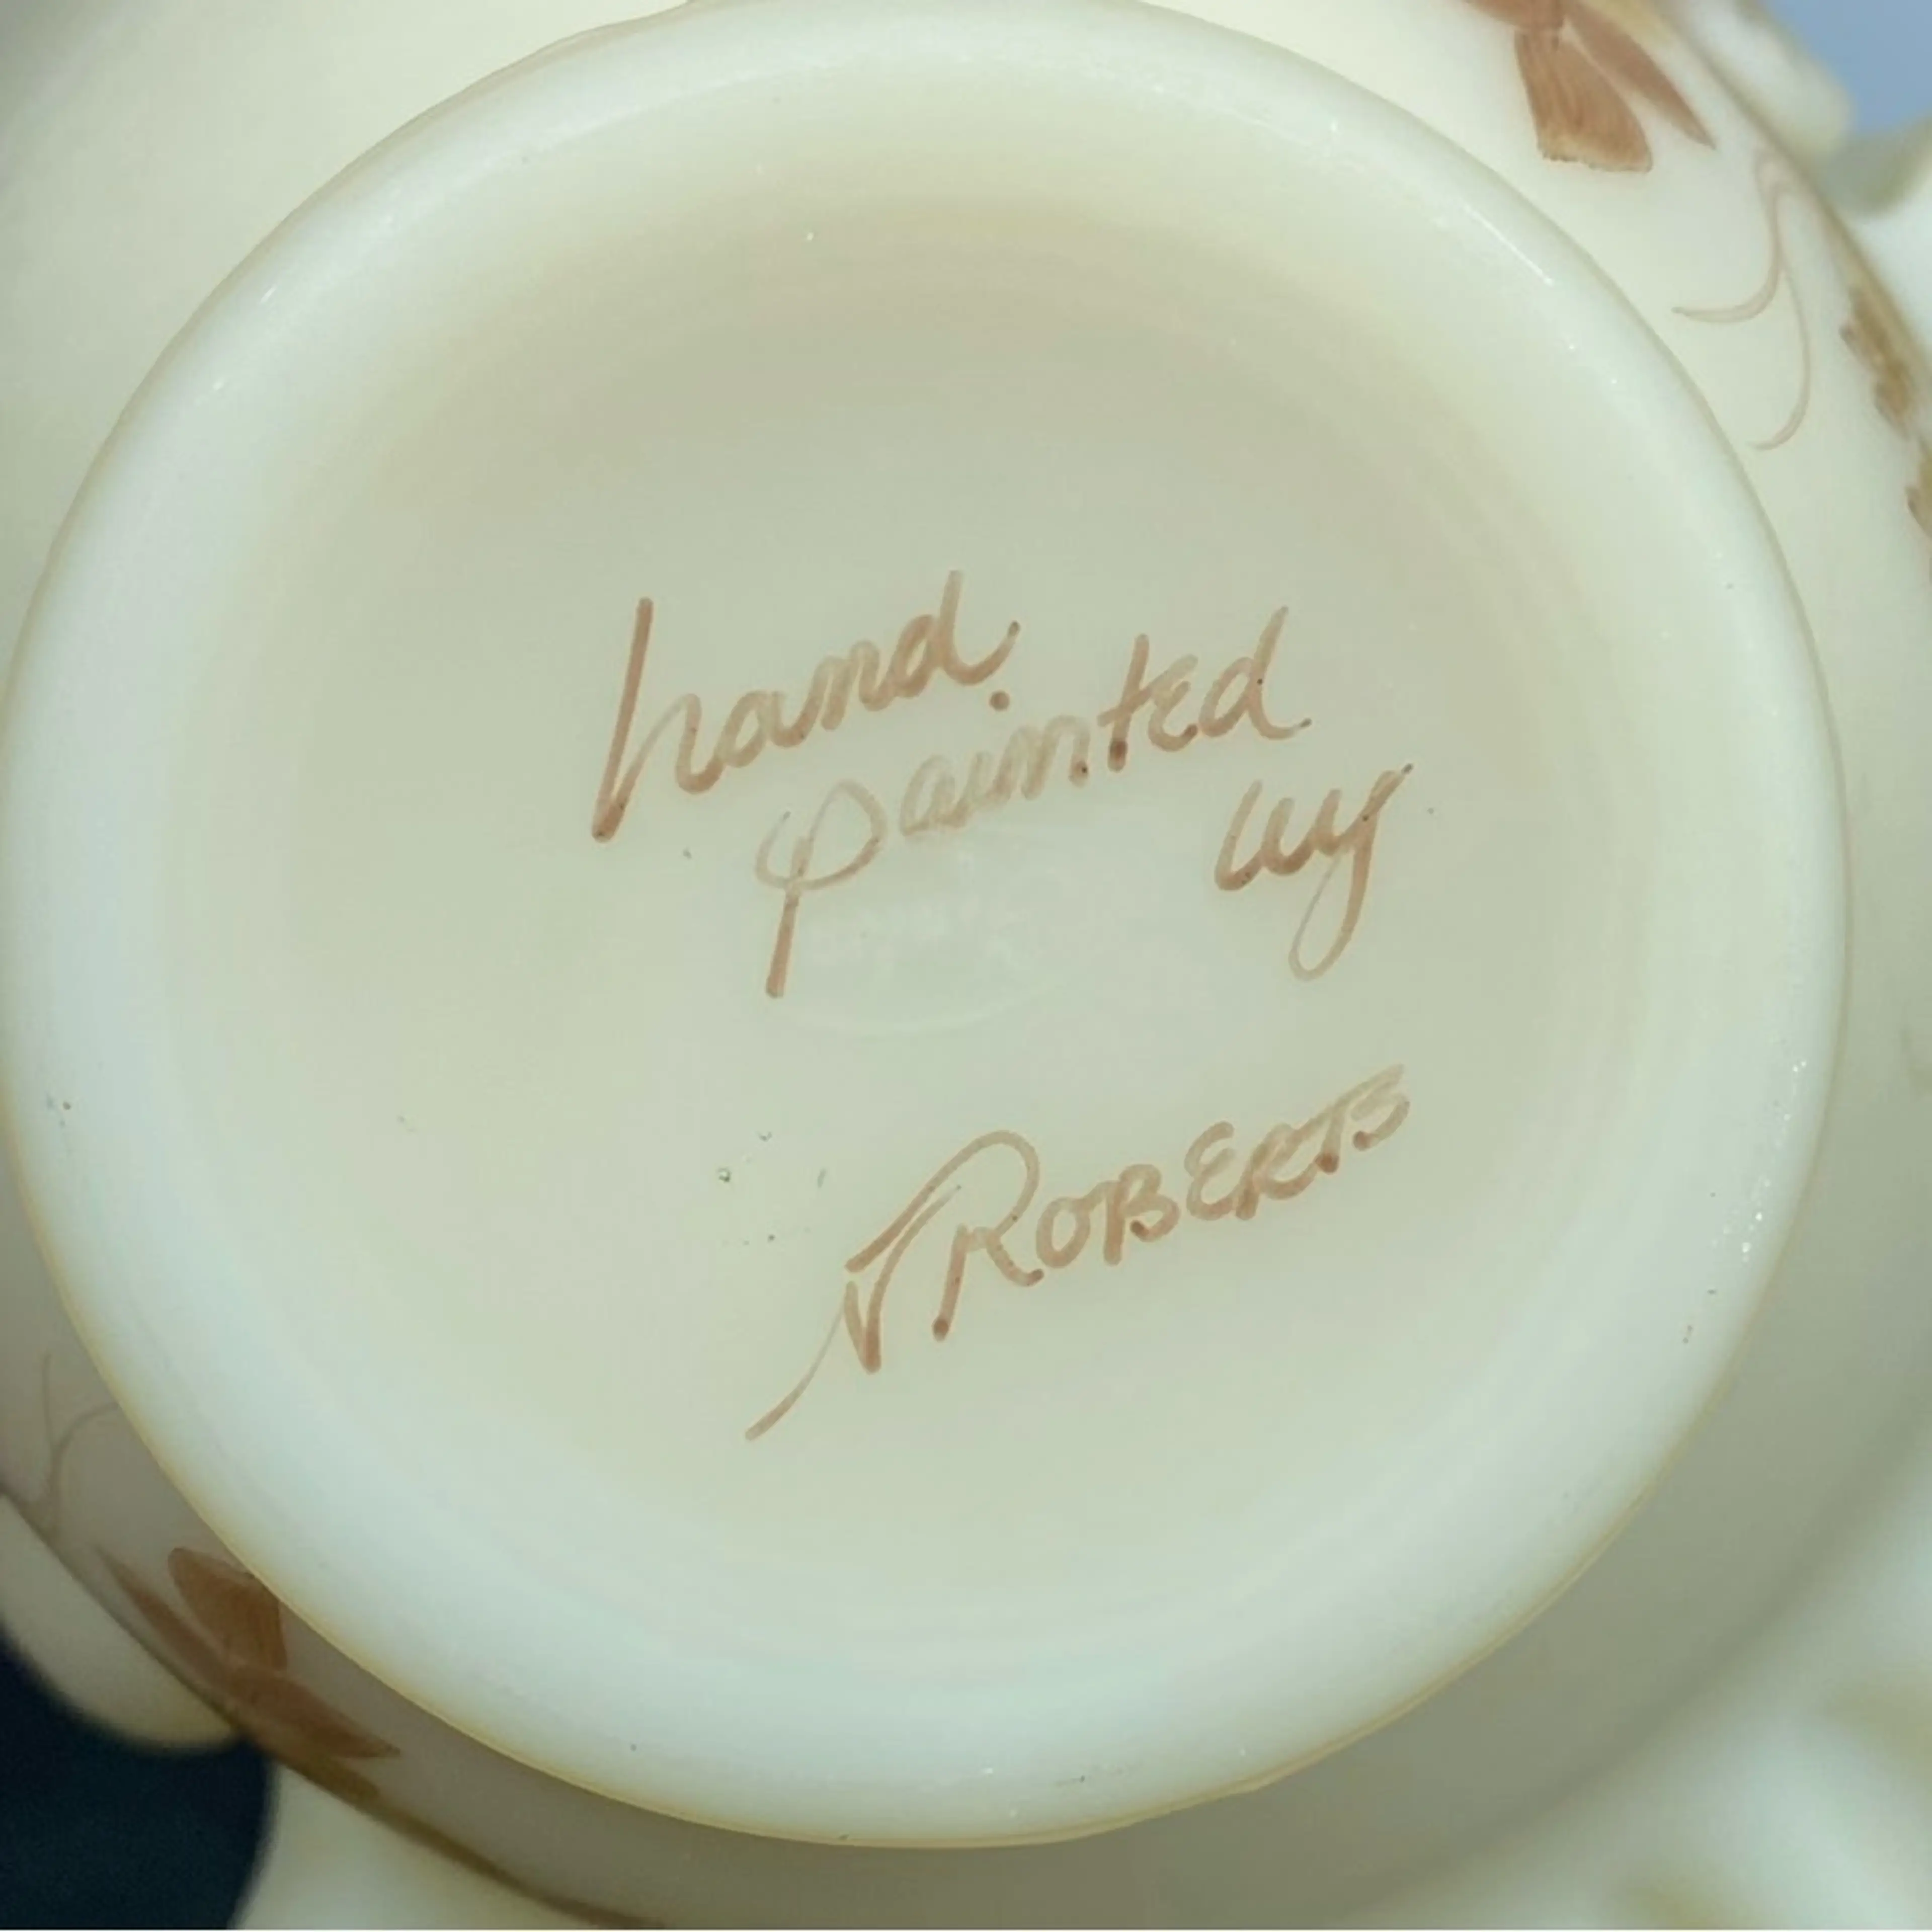 hand
painted
by
N ROBERTS